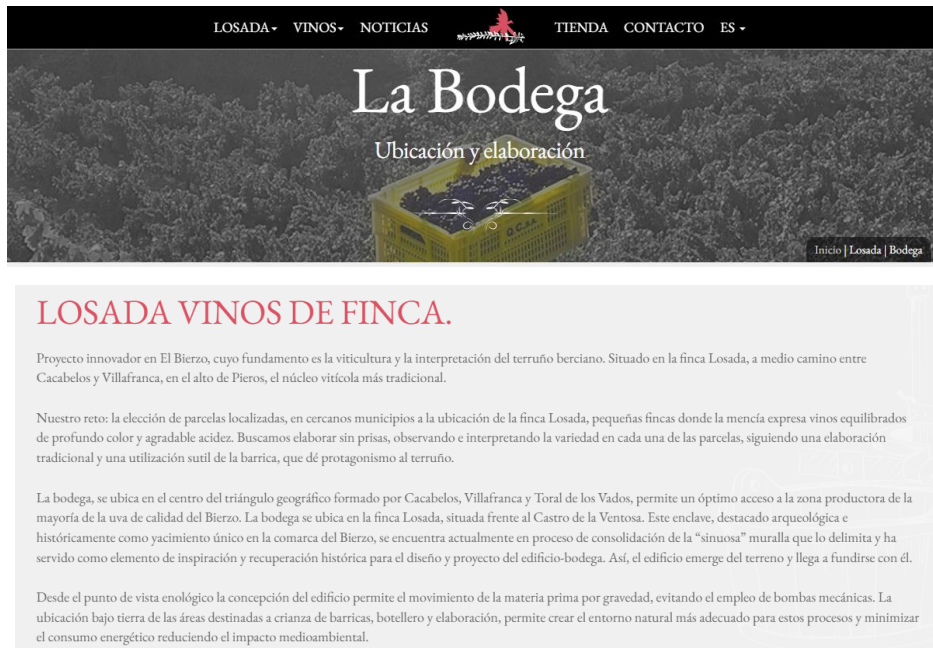 LOSADA VINOS NOTICIAS TIENDA CONTACTO ES
La Bodega
Ubicación y elaboración
Q.C.S.A.
Inicio | Losada | Bodega
LOSADA VINOS DE FINCA.
Proyecto innovador en El Bierzo, cuyo fundamento es la viticultura y la interpretación del terruño berciano. Situado en la finca Losada, a medio camino entre
Cacabelos y Villafranca, en el alto de Pieros, el núcleo vitícola más tradicional.
Nuestro reto: la elección de parcelas localizadas, en cercanos municipios a la ubicación de la finca Losada, pequeñas fincas donde la mencía expresa vinos equilibrados
de profundo color y agradable acidez. Buscamos elaborar sin prisas, observando e interpretando la variedad en cada una de las parcelas, siguiendo una elaboración
tradicional y una utilización sutil de la barrica, que dé protagonismo al terruño.
La bodega, se ubica en el centro del triángulo geográfico formado por Cacabelos, Villafranca y Toral de los Vados, permite un óptimo acceso a la zona productora de la
mayoría de la uva de calidad del Bierzo. La bodega se ubica en la finca Losada, situada frente al Castro de la Ventosa. Este enclave, destacado arqueológica e
históricamente como yacimiento único en la comarca del Bierzo, se encuentra actualmente en proceso de consolidación de la “sinuosa” muralla que lo delimita y ha
servido como elemento de inspiración y recuperación histórica para el diseño y proyecto del edificio-bodega. Así, el edificio emerge del terreno y llega a fundirse con él.
Desde el punto de vista enológico la concepción del edificio permite el movimiento de la materia prima por gravedad, evitando el empleo de bombas mecánicas. La
ubicación bajo tierra de las áreas destinadas a crianza de barricas, botellero y elaboración, permite crear el entorno natural más adecuado para estos procesos y minimizar
el consumo energético reduciendo el impacto medioambiental.